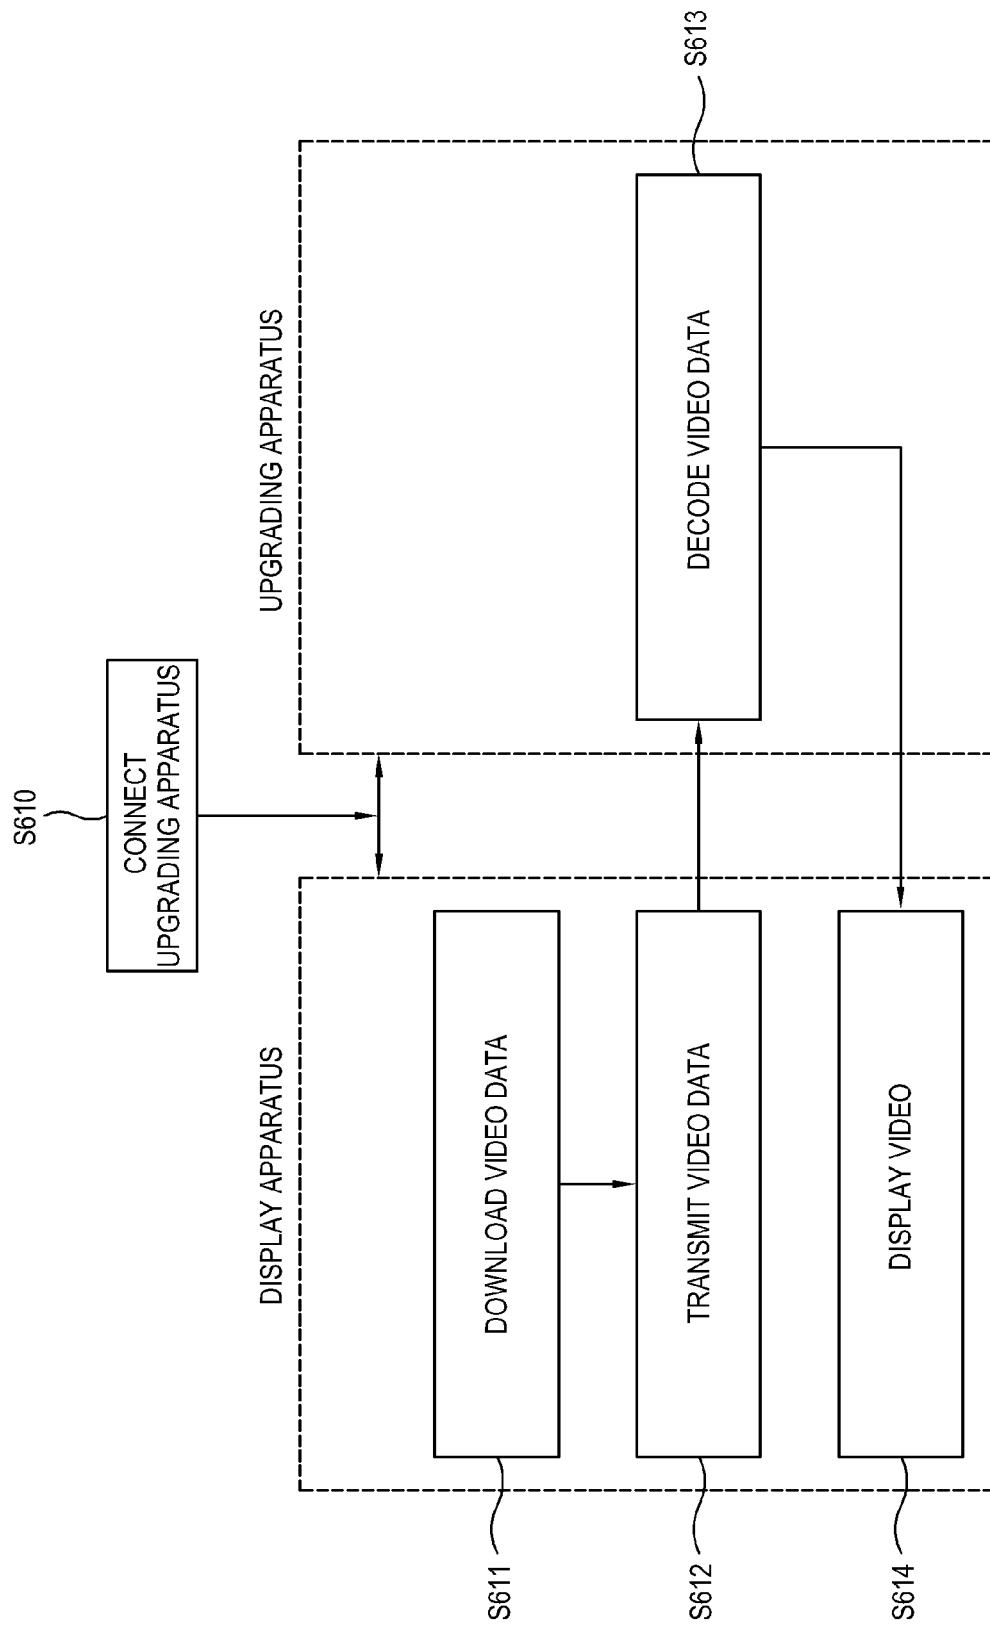 S610
CONNECT
UPGRADING APPARATUS
DISPLAY APPARATUS
UPGRADING APPARATUS
S611
DOWNLOAD VIDEO DATA
S612
TRANSMIT VIDEO DATA
DECODE VIDEO DATA
S613
S614
DISPLAY VIDEO